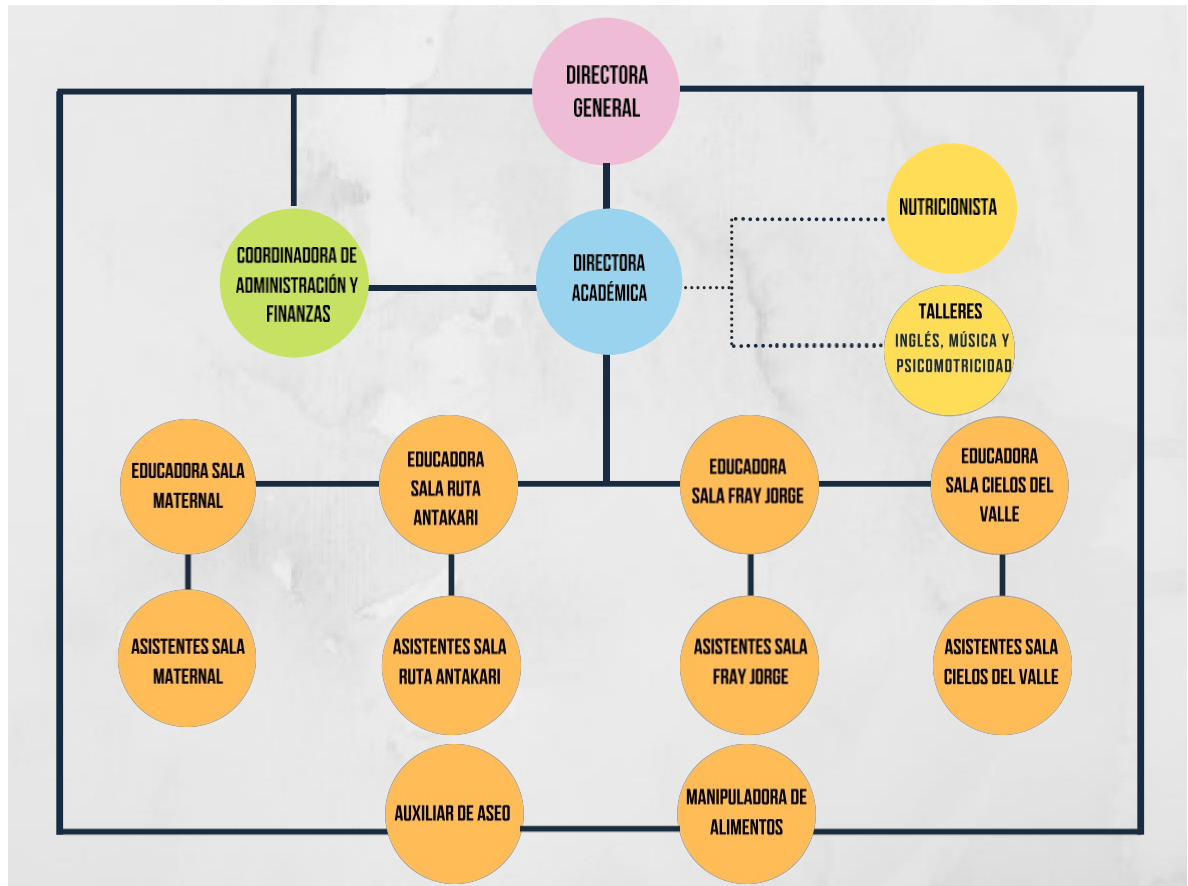 DIRECTORA
GENERAL
NUTRICIONISTA
COORDINADORA DE
ADMINISTRACIÓN Y
FINANZAS
DIRECTORA
ACADÉMICA
TALLERES
INGLÉS, MÚSICA Y
PSICOMOTRICIDAD
EDUCADORA SALA
MATERNAL
EDUCADORA
SALA RUTA
ANTAKARI
EDUCADORA
SALA FRAY JORGE
EDUCADORA
SALA CIELOS DEL
VALLE
ASISTENTES SALA
MATERNAL
ASISTENTES SALA
RUTA ANTAKARI
ASISTENTES SALA
FRAY JORGE
ASISTENTES SALA
CIELOS DEL VALLE
AUXILIAR DE ASEO
MANIPULADORA DE
ALIMENTOS